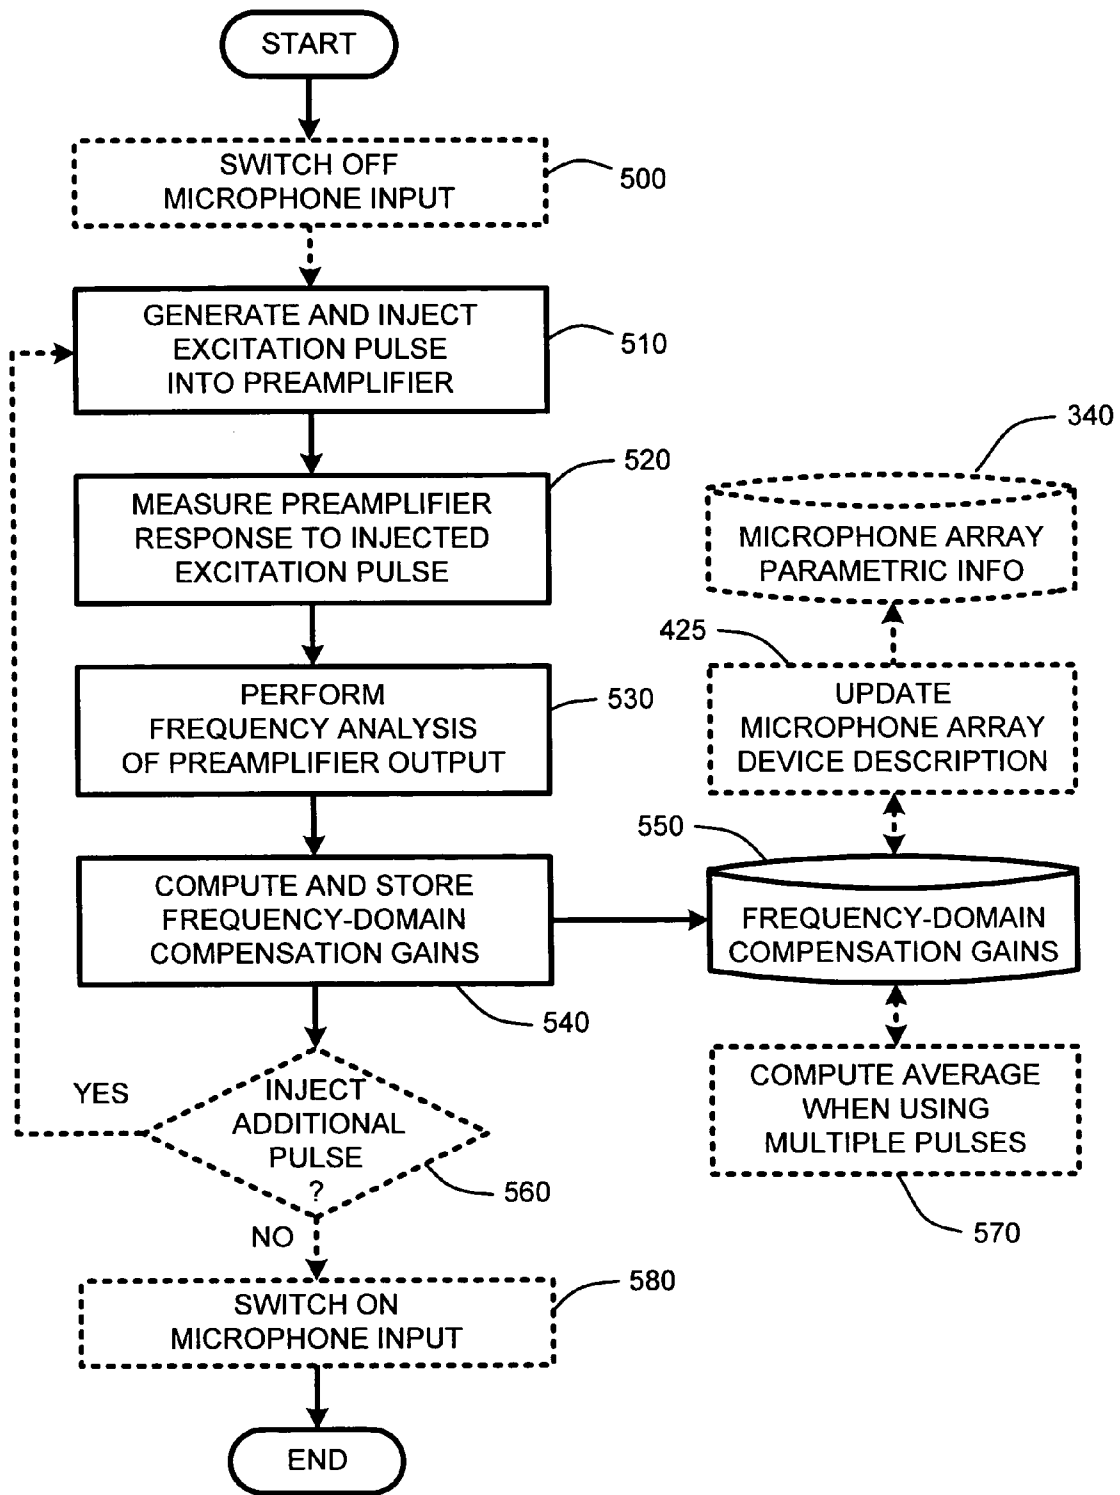 START
SWITCH OFF
MICROPHONE INPUT
500
GENERATE AND INJECT
EXCITATION PULSE
INTO PREAMPLIFIER
510
MEASURE PREAMPLIFIER
RESPONSE TO INJECTED
EXCITATION PULSE
520
PERFORM
FREQUENCY ANALYSIS
OF PREAMPLIFIER OUTPUT
530
COMPUTE AND STORE
FREQUENCY-DOMAIN
COMPENSATION GAINS
540
INJECT
ADDITIONAL
PULSE
?
560
YES
NO
SWITCH ON
MICROPHONE INPUT
580
END
340
MICROPHONE ARRAY
PARAMETRIC INFO
425
UPDATE
MICROPHONE ARRAY
DEVICE DESCRIPTION
550
FREQUENCY-DOMAIN
COMPENSATION GAINS
COMPUTE AVERAGE
WHEN USING
MULTIPLE PULSES
570